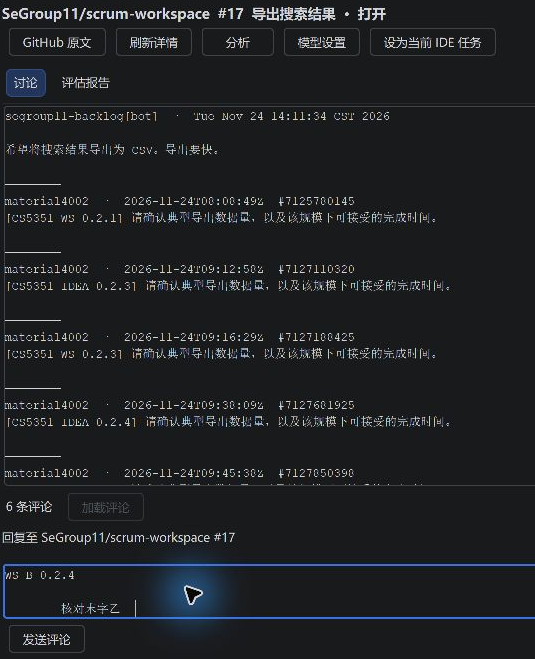 SeGroup11/scrum-workspace #17 导出搜索结果 • 打开
GitHub 原文 刷新详情 分析 模型设置 设为当前 IDE 任务
讨论 评估报告
segroup11-backlog[bot] · Tue Nov 24 14:11:34 CST 2026
希望将搜索结果导出为 CSV。导出要快。
material4002 · 2026-11-24T08:08:49Z #7125780145
[CS5351 WS 0.2.1] 请确认典型导出数据量，以及该规模下可接受的完成时间。
material4002 · 2026-11-24T09:12:58Z #7127110320
[CS5351 IDEA 0.2.3] 请确认典型导出数据量，以及该规模下可接受的完成时间。
material4002 · 2026-11-24T09:16:29Z #7127188425
[CS5351 WS 0.2.3] 请确认典型导出数据量，以及该规模下可接受的完成时间。
material4002 · 2026-11-24T09:38:09Z #7127681925
[CS5351 IDEA 0.2.4] 请确认典型导出数据量，以及该规模下可接受的完成时间。
material4002 · 2026-11-24T09:45:38Z #7127850398
6 条评论 加载评论
回复至 SeGroup11/scrum-workspace #17
WS B 0.2.4
核对末字乙
发送评论